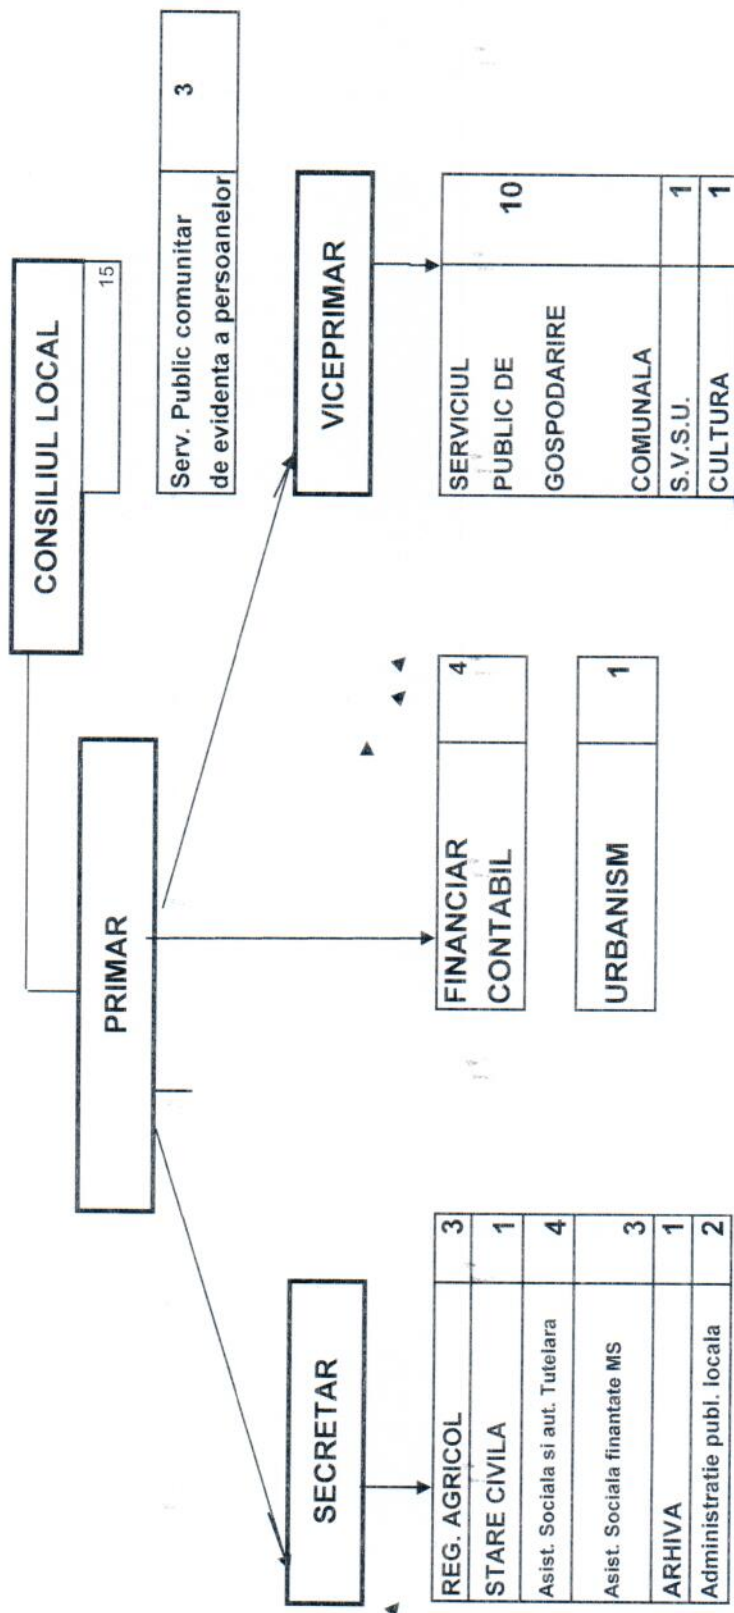 CONSILIUL LOCAL
15
Serv. Public comunitar
de evidenta a persoanelor
3
PRIMAR
SECRETAR
VICEPRIMAR
REG. AGRICOL 3
STARE CIVILA 1
Asist. Sociala si aut. Tutelara 4
Asist. Sociala finantate MS 3
ARHIVA 1
Administratie publ. locala 2
FINANCIAR 4
CONTABIL
URBANISM 1
SERVICIUL
PUBLIC DE 10
GOSPODARIRE
COMUNALA
S.V.S.U. 1
CULTURA 1